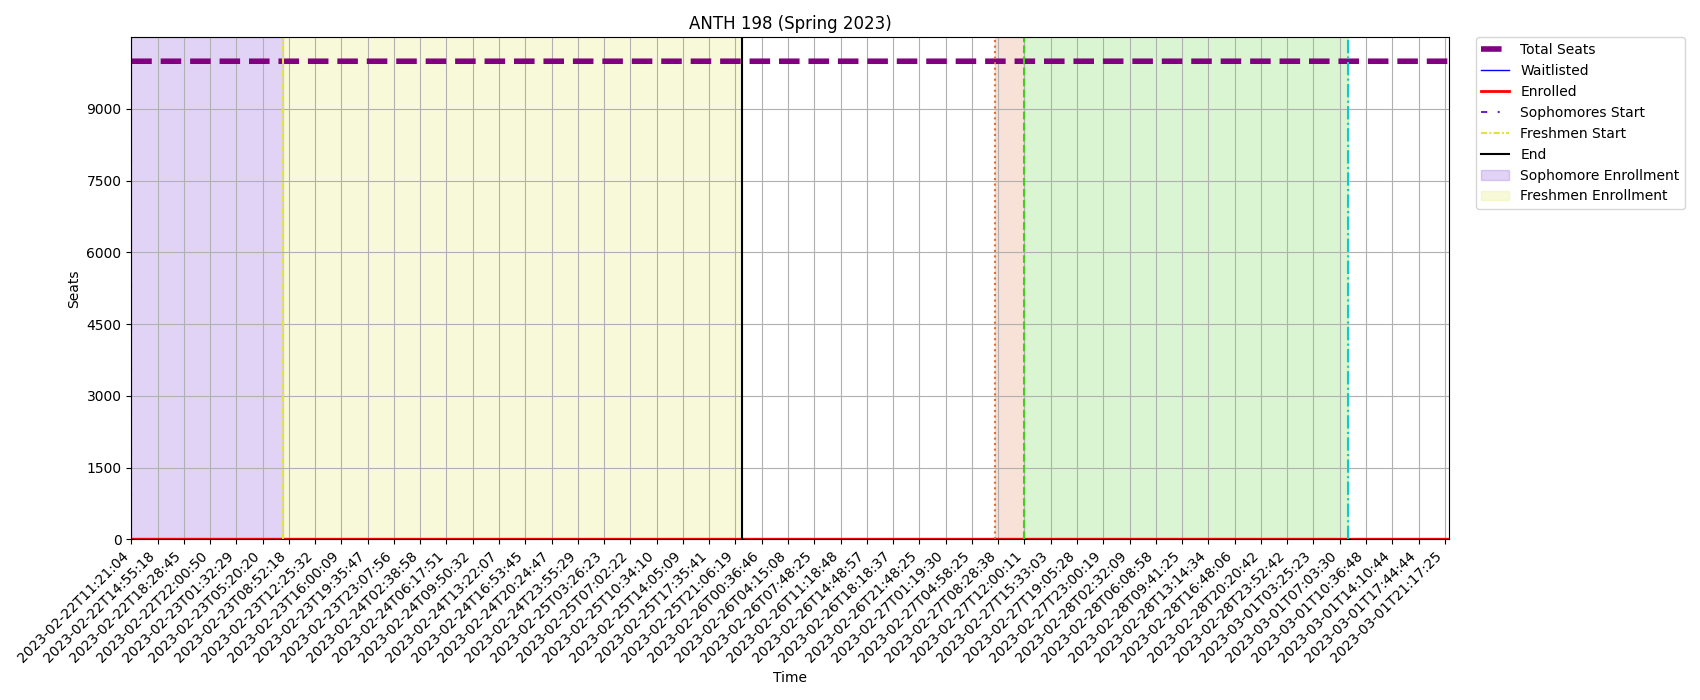 ANTH 198 (Spring 2023)
Total Seats
Waitlisted
Enrolled
Sophomores Start
Freshmen Start
End
Sophomore Enrollment
Freshmen Enrollment
Seats
9000
7500
6000
4500
3000
1500
0
2023-02-22T11:21:04
2023-02-22T14:55:18
2023-02-22T18:28:45
2023-02-22T22:00:50
2023-02-23T01:32:29
2023-02-23T05:20:20
2023-02-23T08:52:18
2023-02-23T12:25:32
2023-02-23T16:00:09
2023-02-23T19:35:47
2023-02-23T23:07:56
2023-02-24T02:38:58
2023-02-24T06:17:51
2023-02-24T09:50:32
2023-02-24T13:22:07
2023-02-24T16:53:45
2023-02-24T20:24:47
2023-02-24T23:55:29
2023-02-25T03:26:23
2023-02-25T07:02:22
2023-02-25T10:34:10
2023-02-25T14:05:09
2023-02-25T17:35:41
2023-02-25T21:06:19
2023-02-26T00:36:46
2023-02-26T04:15:08
2023-02-26T07:48:25
2023-02-26T11:18:48
2023-02-26T14:48:57
2023-02-26T18:18:37
2023-02-26T21:48:25
2023-02-27T01:19:30
2023-02-27T04:58:25
2023-02-27T08:28:38
2023-02-27T12:00:11
2023-02-27T15:33:03
2023-02-27T19:05:28
2023-02-27T23:00:19
2023-02-28T02:32:09
2023-02-28T06:08:58
2023-02-28T09:41:25
2023-02-28T13:14:34
2023-02-28T16:48:06
2023-02-28T20:20:42
2023-02-28T23:52:42
2023-03-01T03:25:23
2023-03-01T07:03:30
2023-03-01T10:36:48
2023-03-01T14:10:44
2023-03-01T17:44:44
2023-03-01T21:17:25
Time